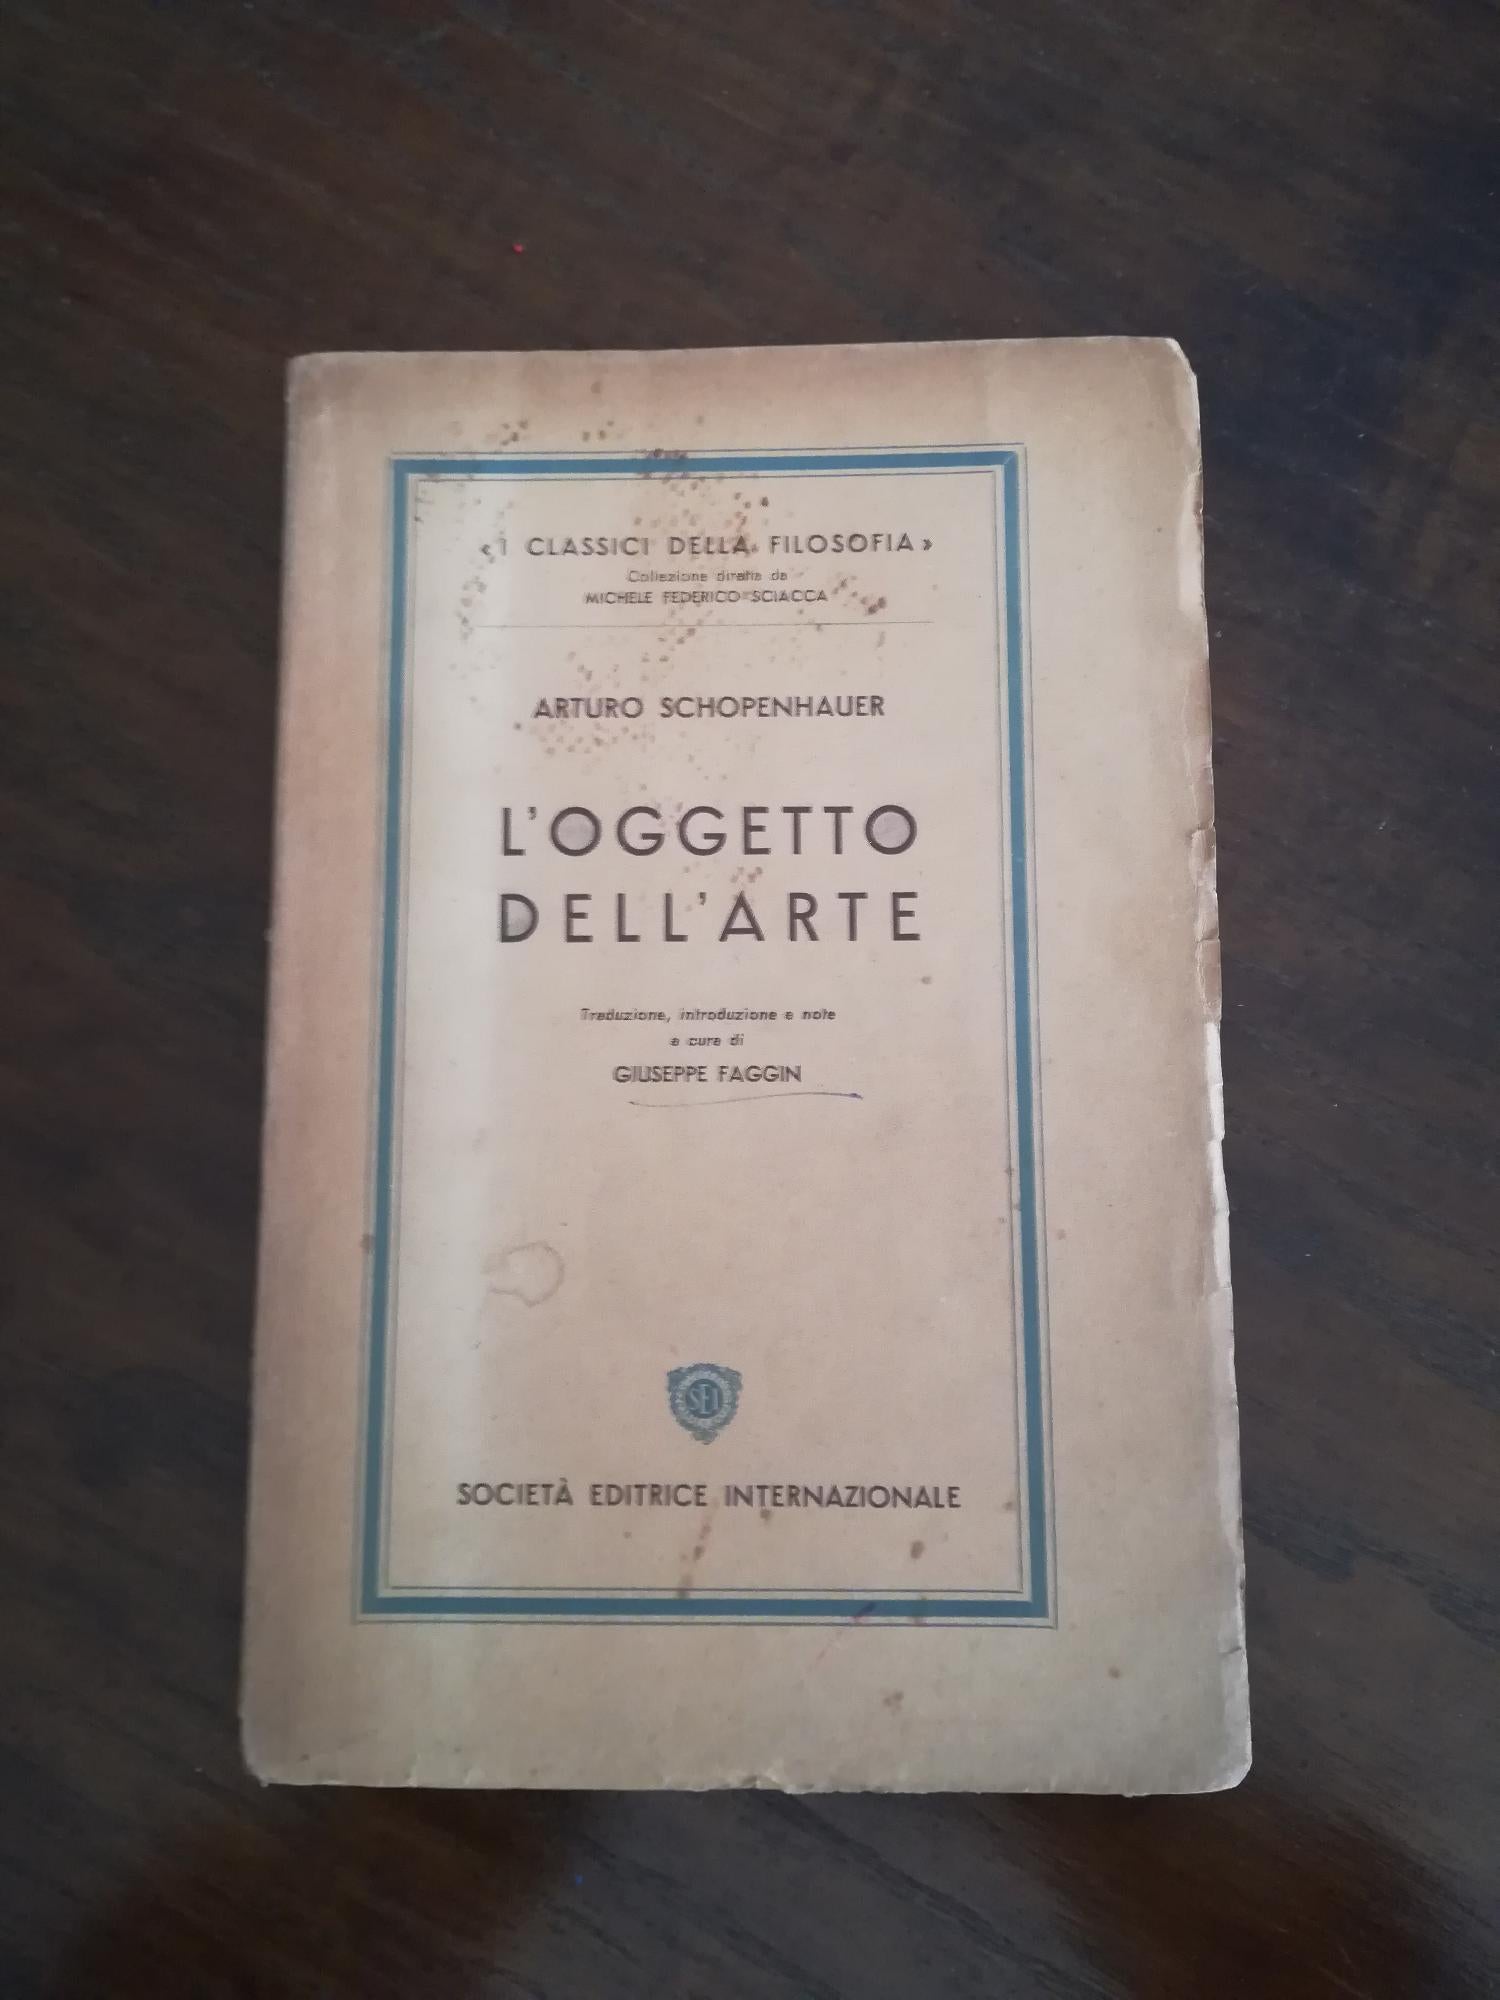 « I CLASSICI DELLA FILOSOFIA »
Collezione diretta da
MICHELE FEDERICO SCIACCA
ARTURO SCHOPENHAUER
L'OGGETTO
DELL'ARTE
Traduzione, introduzione e note
a cura di
GIUSEPPE FAGGIN
SEI
SOCIETÀ EDITRICE INTERNAZIONALE